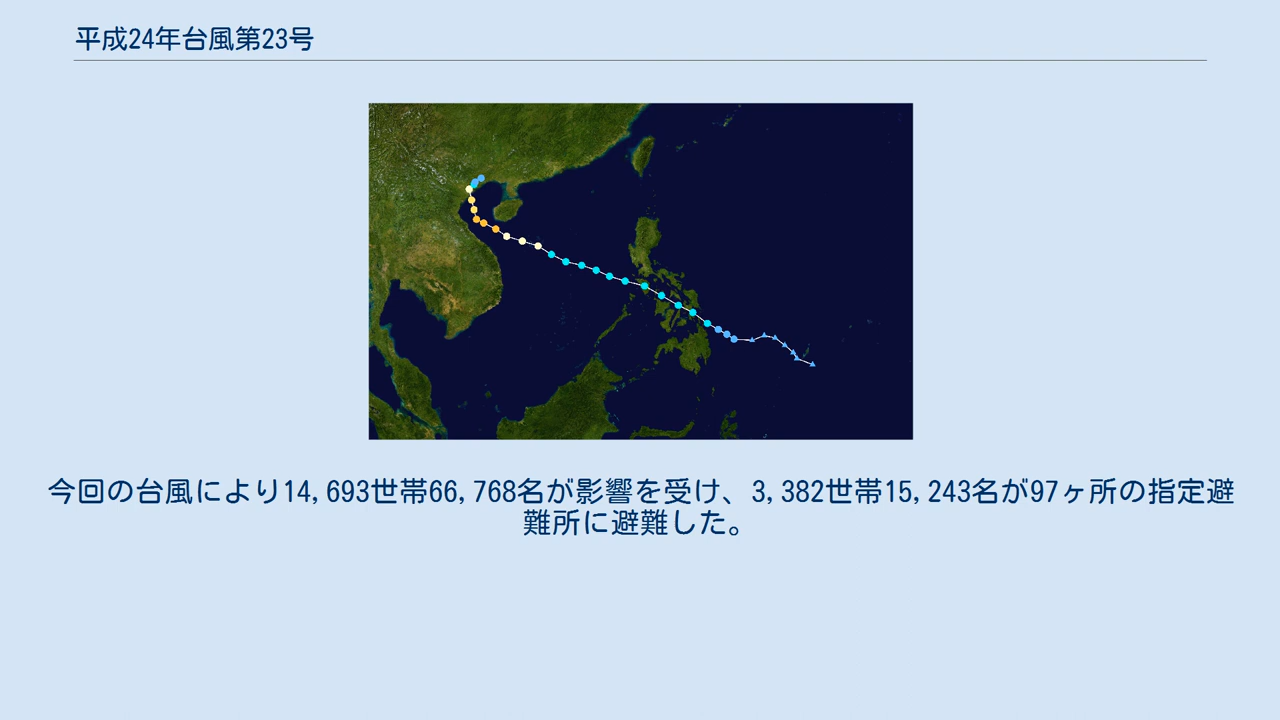 平成24年台風第23号
今回の台風により14,693世帯66,768名が影響を受け、3,382世帯15,243名が97ヶ所の指定避
難所に避難した。